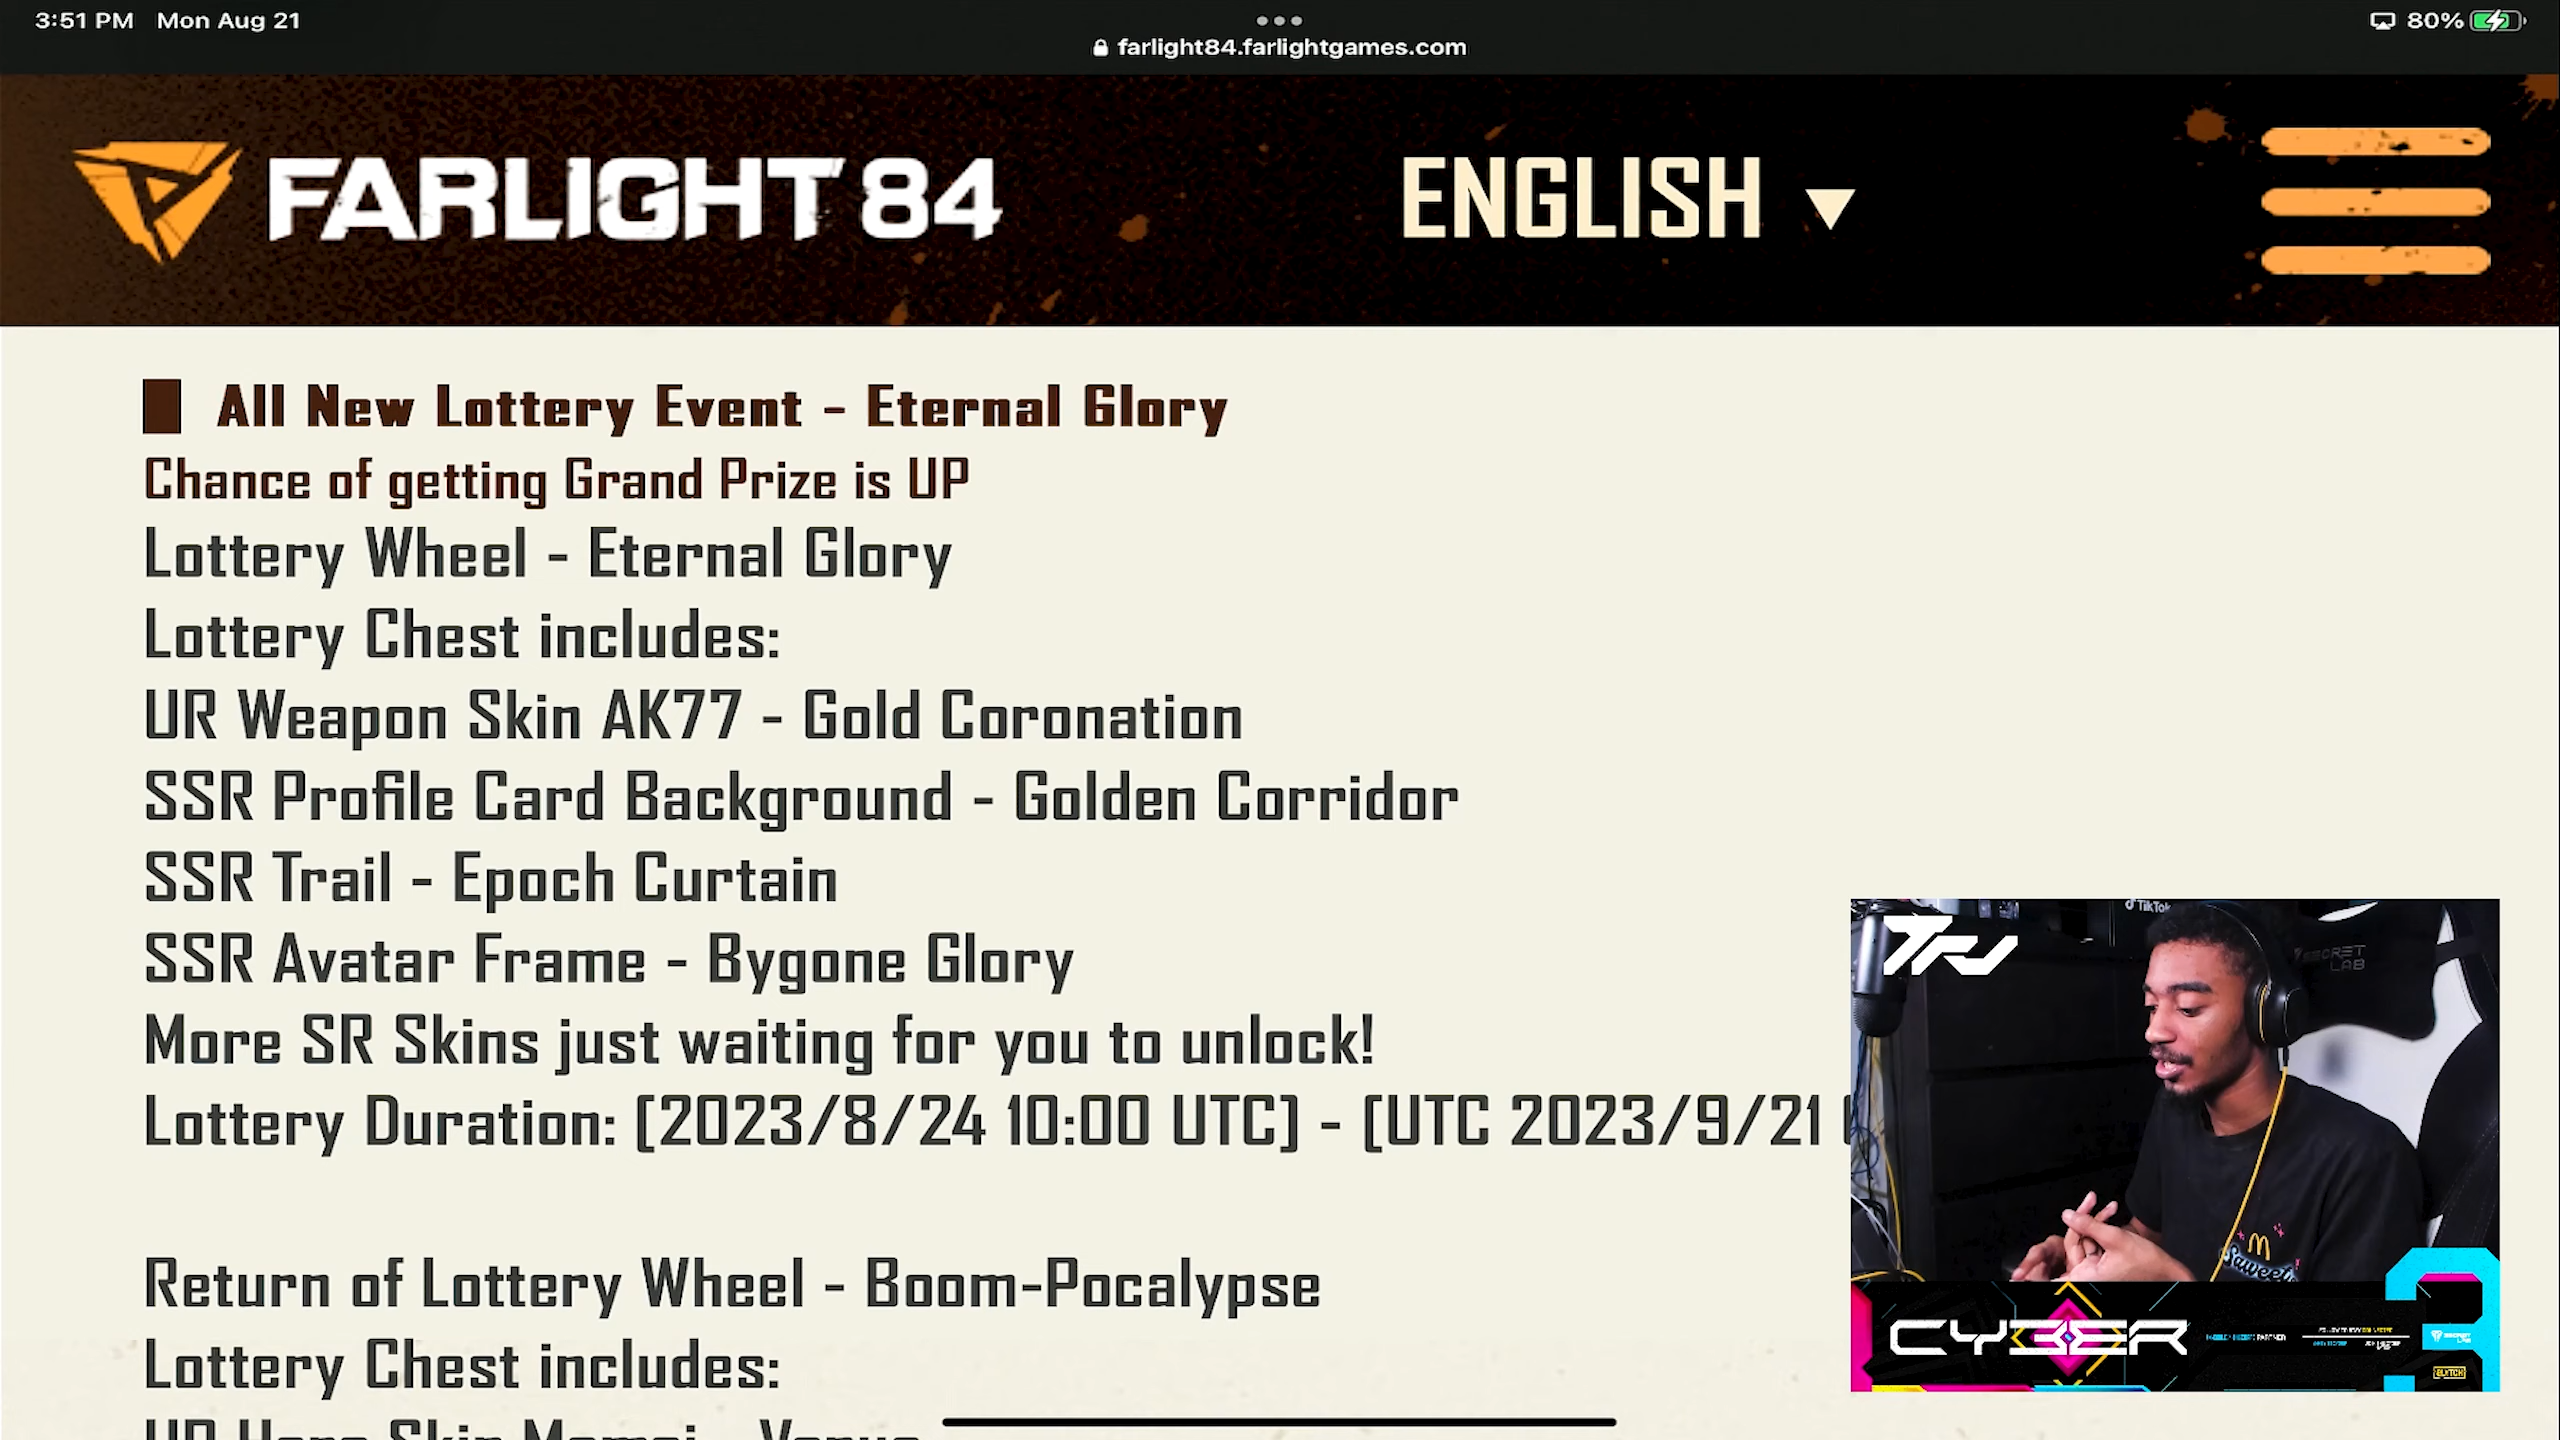 3:51 PM Mon Aug 21
80%
farlight84.farlightgames.com
FARLIGHT 84
ENGLISH
All New Lottery Event - Eternal Glory
Chance of getting Grand Prize is UP
Lottery Wheel - Eternal Glory
Lottery Chest includes:
UR Weapon Skin AK77 - Gold Coronation
SSR Profile Card Background - Golden Corridor
SSR Trail - Epoch Curtain
SSR Avatar Frame - Bygone Glory
More SR Skins just waiting for you to unlock!
Lottery Duration: [2023/8/24 10:00 UTC] - [UTC 2023/9/21
Return of Lottery Wheel - Boom-Pocalypse
Lottery Chest includes:
TikTok
SECRET
LAB
CYBER